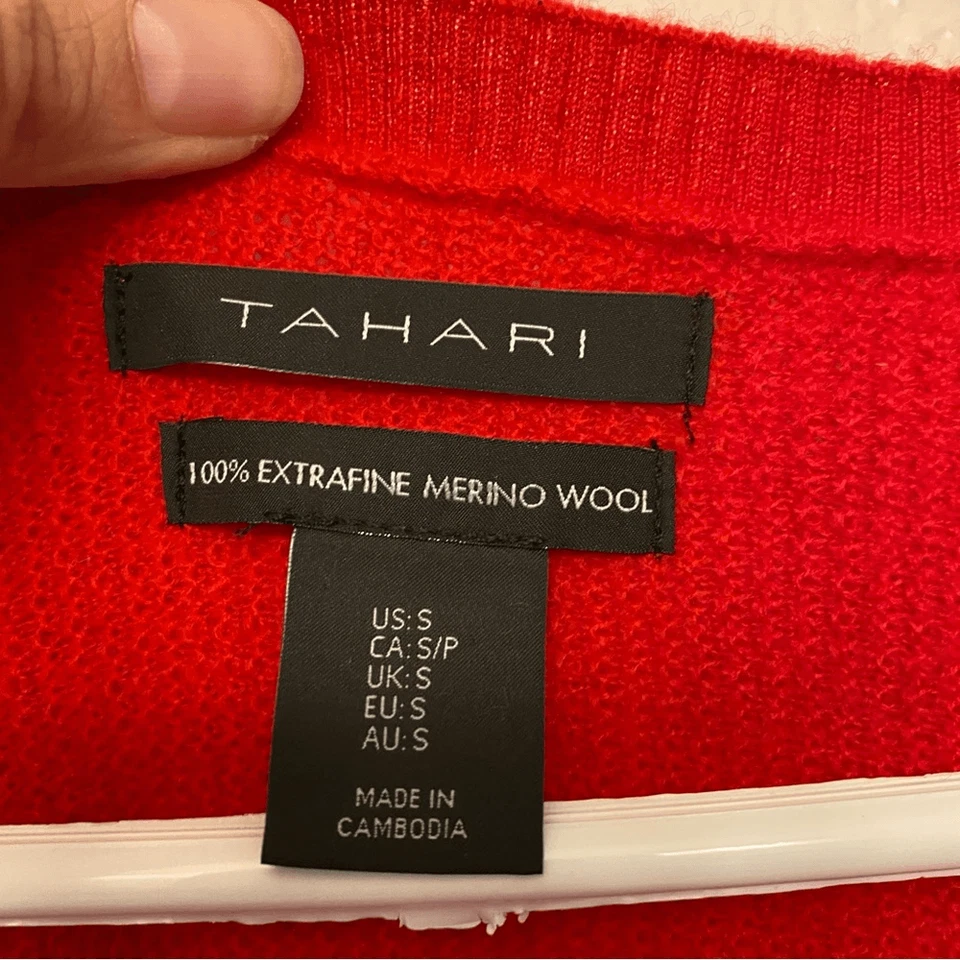 TAHARI
100% EXTRAFINE MERINO WOOL
US: S
CA: S/P
UK: S
EU: S
AU: S
MADE IN
CAMBODIA